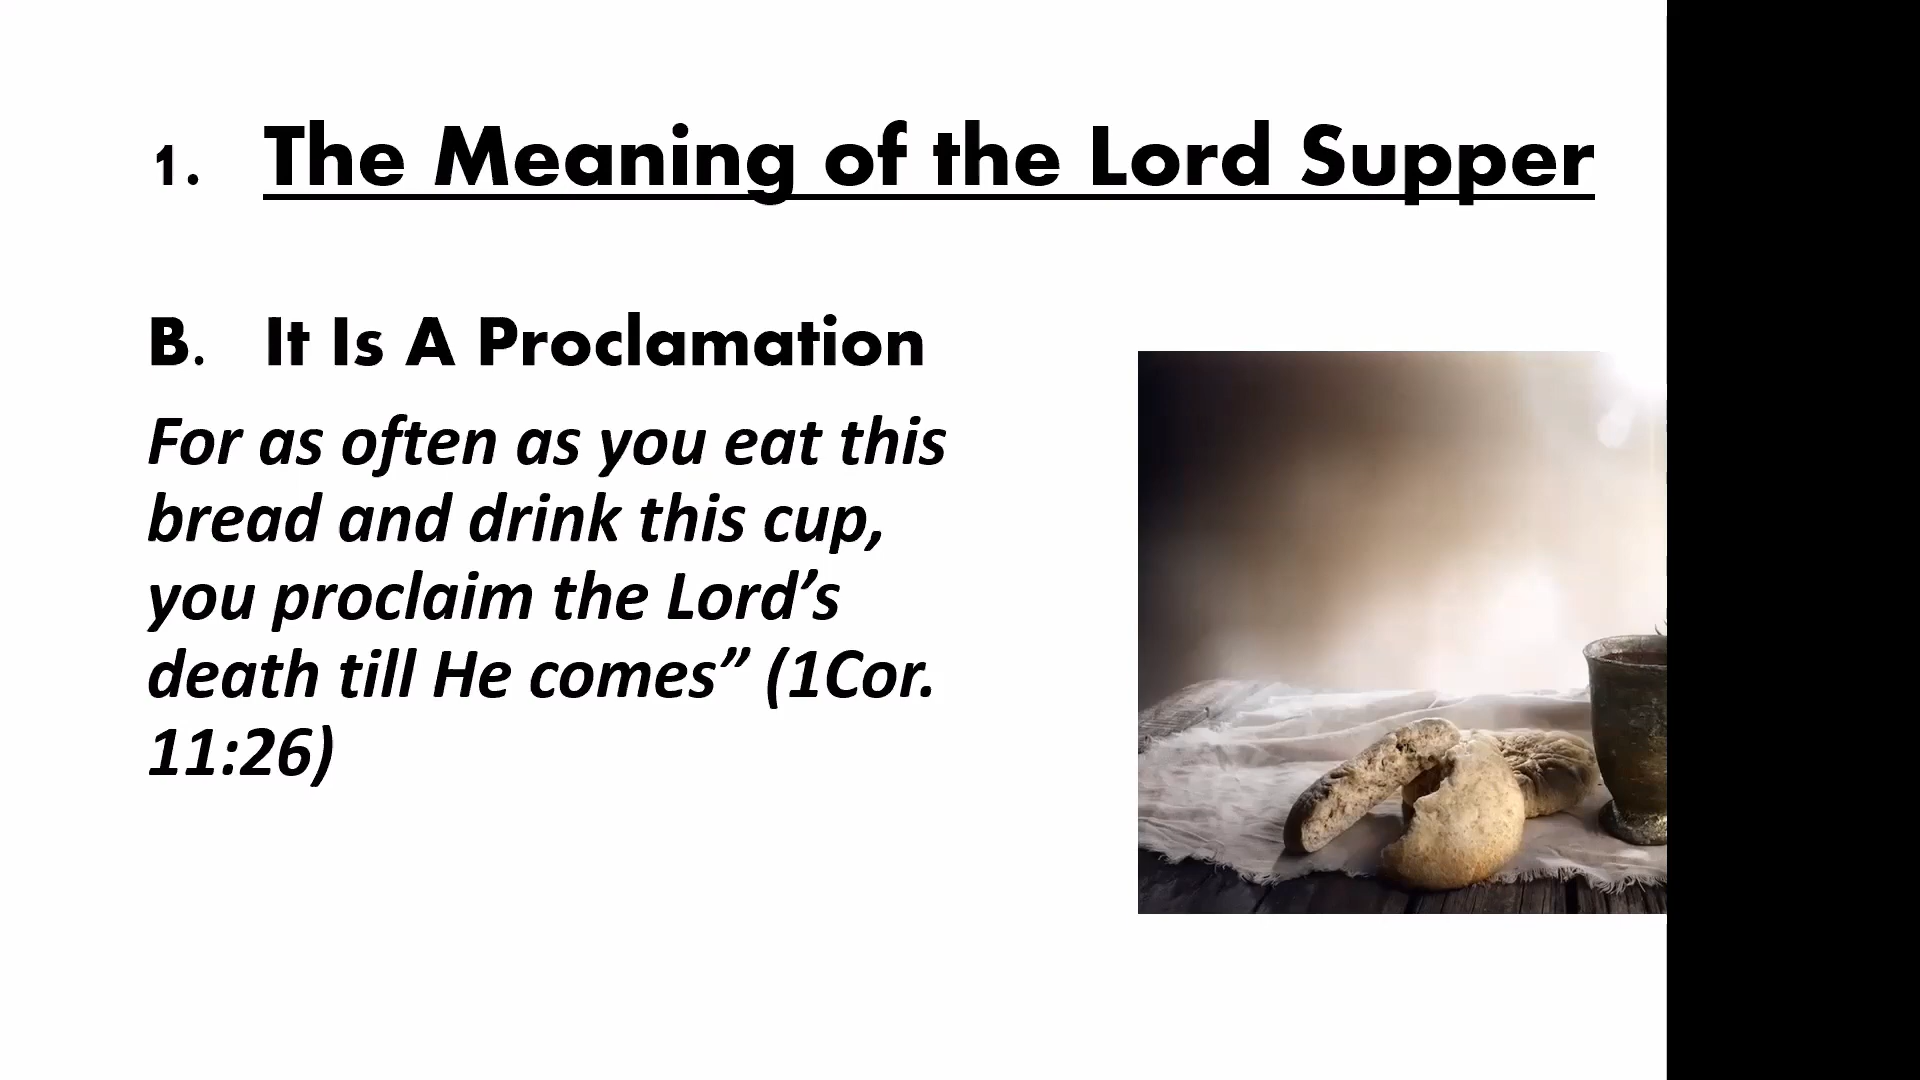 1. The Meaning of the Lord Supper
B. It Is A Proclamation
For as often as you eat this
bread and drink this cup,
you proclaim the Lord’s
death till He comes” (1Cor.
11:26)